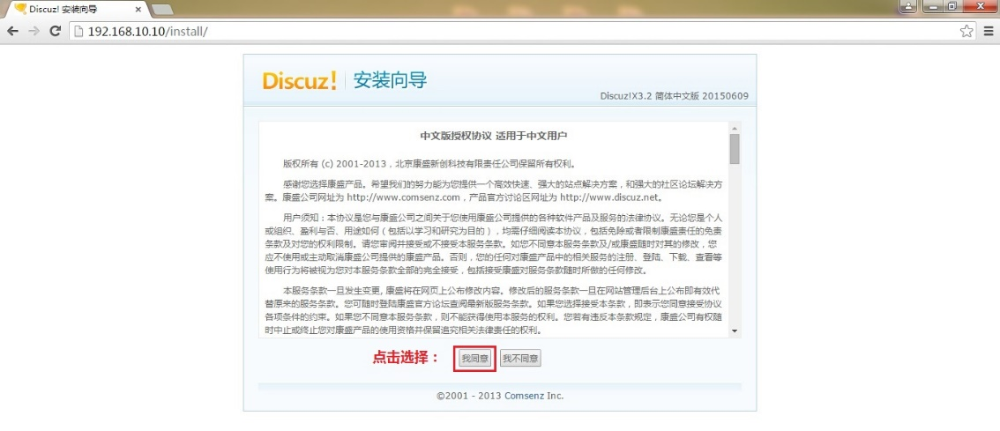 Discuz! 安装向导
192.168.10.10/install/
Discuz! 安装向导
Discuz!X3.2 简体中文版 20150609
中文版授权协议 适用于中文用户
版权所有 (c) 2001-2013，北京康盛新创科技有限责任公司保留所有权利。
感谢您选择康盛产品。希望我们的努力能为您提供一个高效快速、强大的站点解决方案，和强大的社区论坛解决方
案。康盛公司网址为 http://www.comsenz.com，产品官方讨论区网址为 http://www.discuz.net。
用户须知：本协议是您与康盛公司之间关于您使用康盛公司提供的各种软件产品及服务的法律协议。无论您是个人
或组织、盈利与否、用途如何（包括以学习和研究为目的），均需仔细阅读本协议，包括免除或者限制康盛责任的免责
条款及对您的权利限制。请您审阅并接受或不接受本服务条款。如您不同意本服务条款及/或康盛随时对其的修改，您
应不使用或主动取消康盛公司提供的康盛产品。否则，您的任何对康盛产品中的相关服务的注册、登陆、下载、查看等
使用行为将被视为您对本服务条款全部的完全接受，包括接受康盛对服务条款随时所做的任何修改。
本服务条款一旦发生变更, 康盛将在网页上公布修改内容。修改后的服务条款一旦在网站管理后台上公布即有效代
替原来的服务条款。您可随时登陆康盛官方论坛查阅最新版服务条款。如果您选择接受本条款，即表示您同意接受协议
各项条件的约束。如果您不同意本服务条款，则不能获得使用本服务的权利。您若有违反本条款规定，康盛公司有权随
时中止或终止您对康盛产品的使用资格并保留追究相关法律责任的权利。
点击选择： 我同意 我不同意
©2001 - 2013 Comsenz Inc.